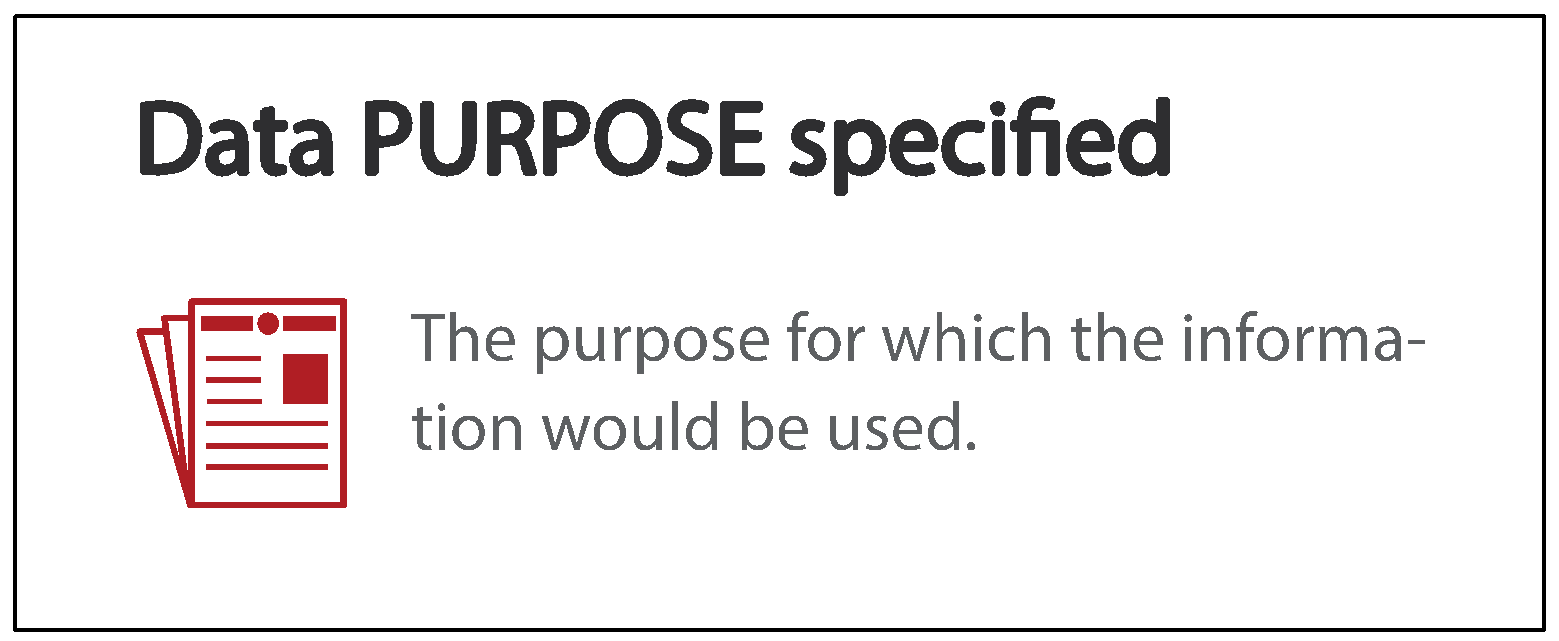 Data PURPOSE specified
The purpose for which the informa-
tion would be used.